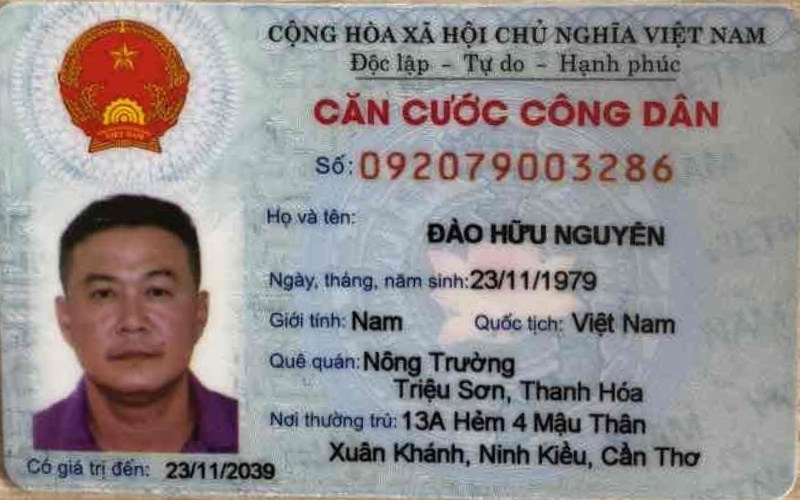 CỘNG HÒA XÃ HỘI CHỦ NGHĨA VIỆT NAM
Độc lập - Tự do - Hạnh phúc
CĂN CƯỚC CÔNG DÂN
Số: 092079003286
Họ và tên: ĐÀO HỮU NGUYÊN
Ngày, tháng, năm sinh: 23/11/1979
Giới tính: Nam Quốc tịch: Việt Nam
Quê quán: Nông Trường
Triệu Sơn, Thanh Hóa
Nơi thường trú: 13A Hẻm 4 Mậu Thân
Xuân Khánh, Ninh Kiều, Cần Thơ
Có giá trị đến: 23/11/2039